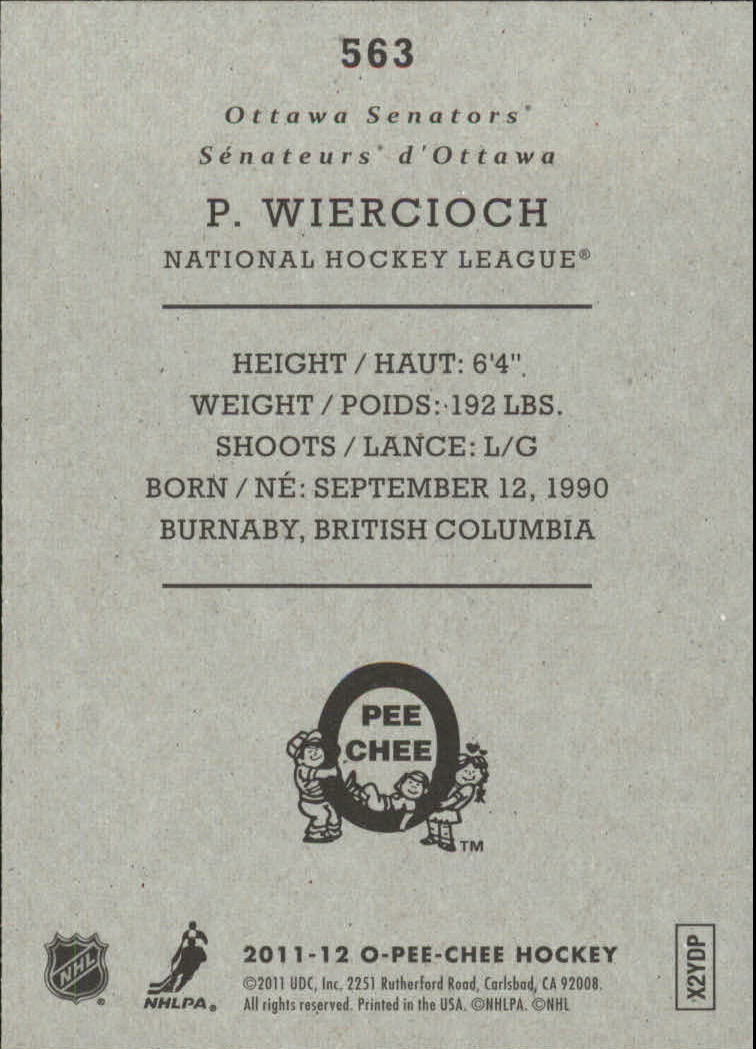 563
Ottawa Senators®
Sénateurs® d'Ottawa
P. WIERCIOCH
NATIONAL HOCKEY LEAGUE®
HEIGHT / HAUT: 6'4".
WEIGHT / POIDS: 192 LBS.
SHOOTS / LANCE: L/G
BORN / NÉ: SEPTEMBER 12, 1990
BURNABY, BRITISH COLUMBIA
O
PEE
CHEE
TM
NHL ®
NHLPA®
2011-12 O-PEE-CHEE HOCKEY
©2011 UDC, Inc. 2251 Rutherford Road, Carlsbad, CA 92008.
All rights reserved. Printed in the USA. ©NHLPA. ©NHL
X2YDP